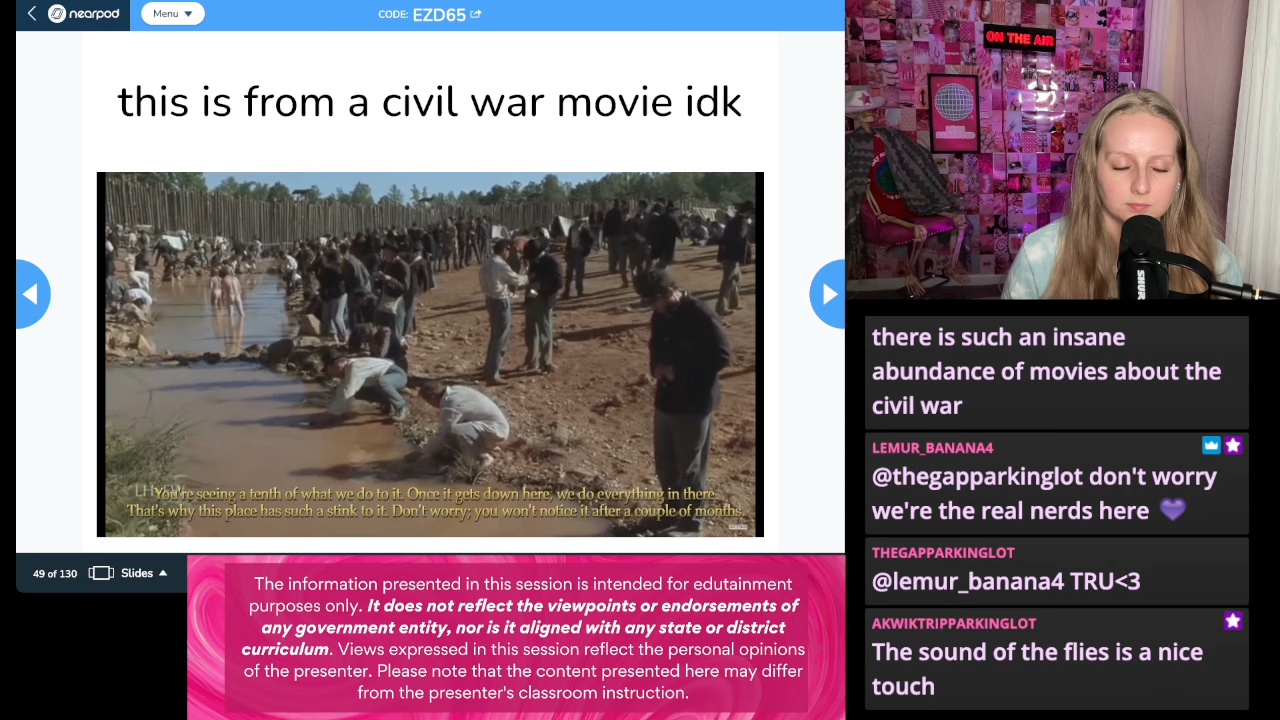 nearpod
Menu
CODE: EZD65
ON THE AIR
this is from a civil war movie idk
You're seeing a tenth of what we do to it. Once it gets down here, we do everything in there.
That's why this place has such a stink to it. Don't worry; you won't notice it after a couple of months.
SHURE
there is such an insane
abundance of movies about the
civil war
LEMUR_BANANA4
@thegapparkinglot don't worry
we're the real nerds here 💜
THEGAPPARKINGLOT
@lemur_banana4 TRU<3
AKWIKTRIPPARKINGLOT
The sound of the flies is a nice
touch
49 of 130
Slides
The information presented in this session is intended for edutainment
purposes only. It does not reflect the viewpoints or endorsements of
any government entity, nor is it aligned with any state or district
curriculum. Views expressed in this session reflect the personal opinions
of the presenter. Please note that the content presented here may differ
from the presenter's classroom instruction.